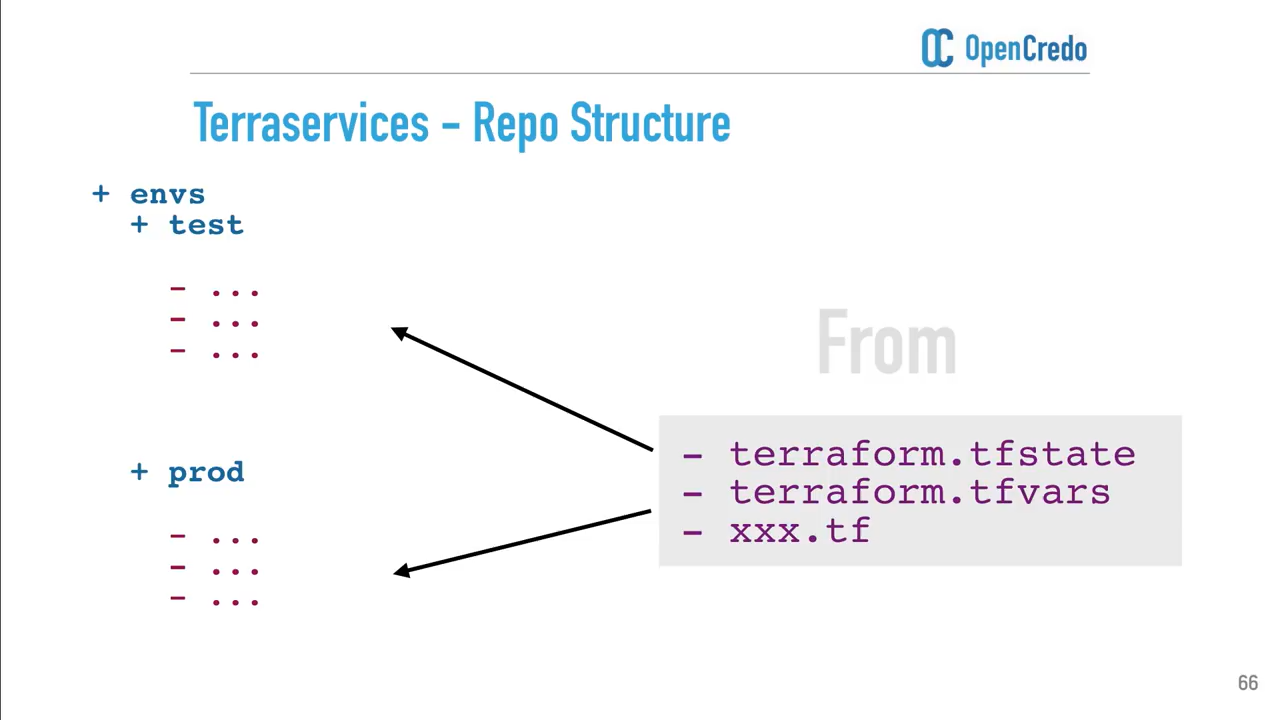 OpenCredo
Terraservices - Repo Structure
+ envs
+ test
- ...
- ...
- ...
+ prod
- ...
- ...
- ...
From
- terraform.tfstate
- terraform.tfvars
- xxx.tf
66